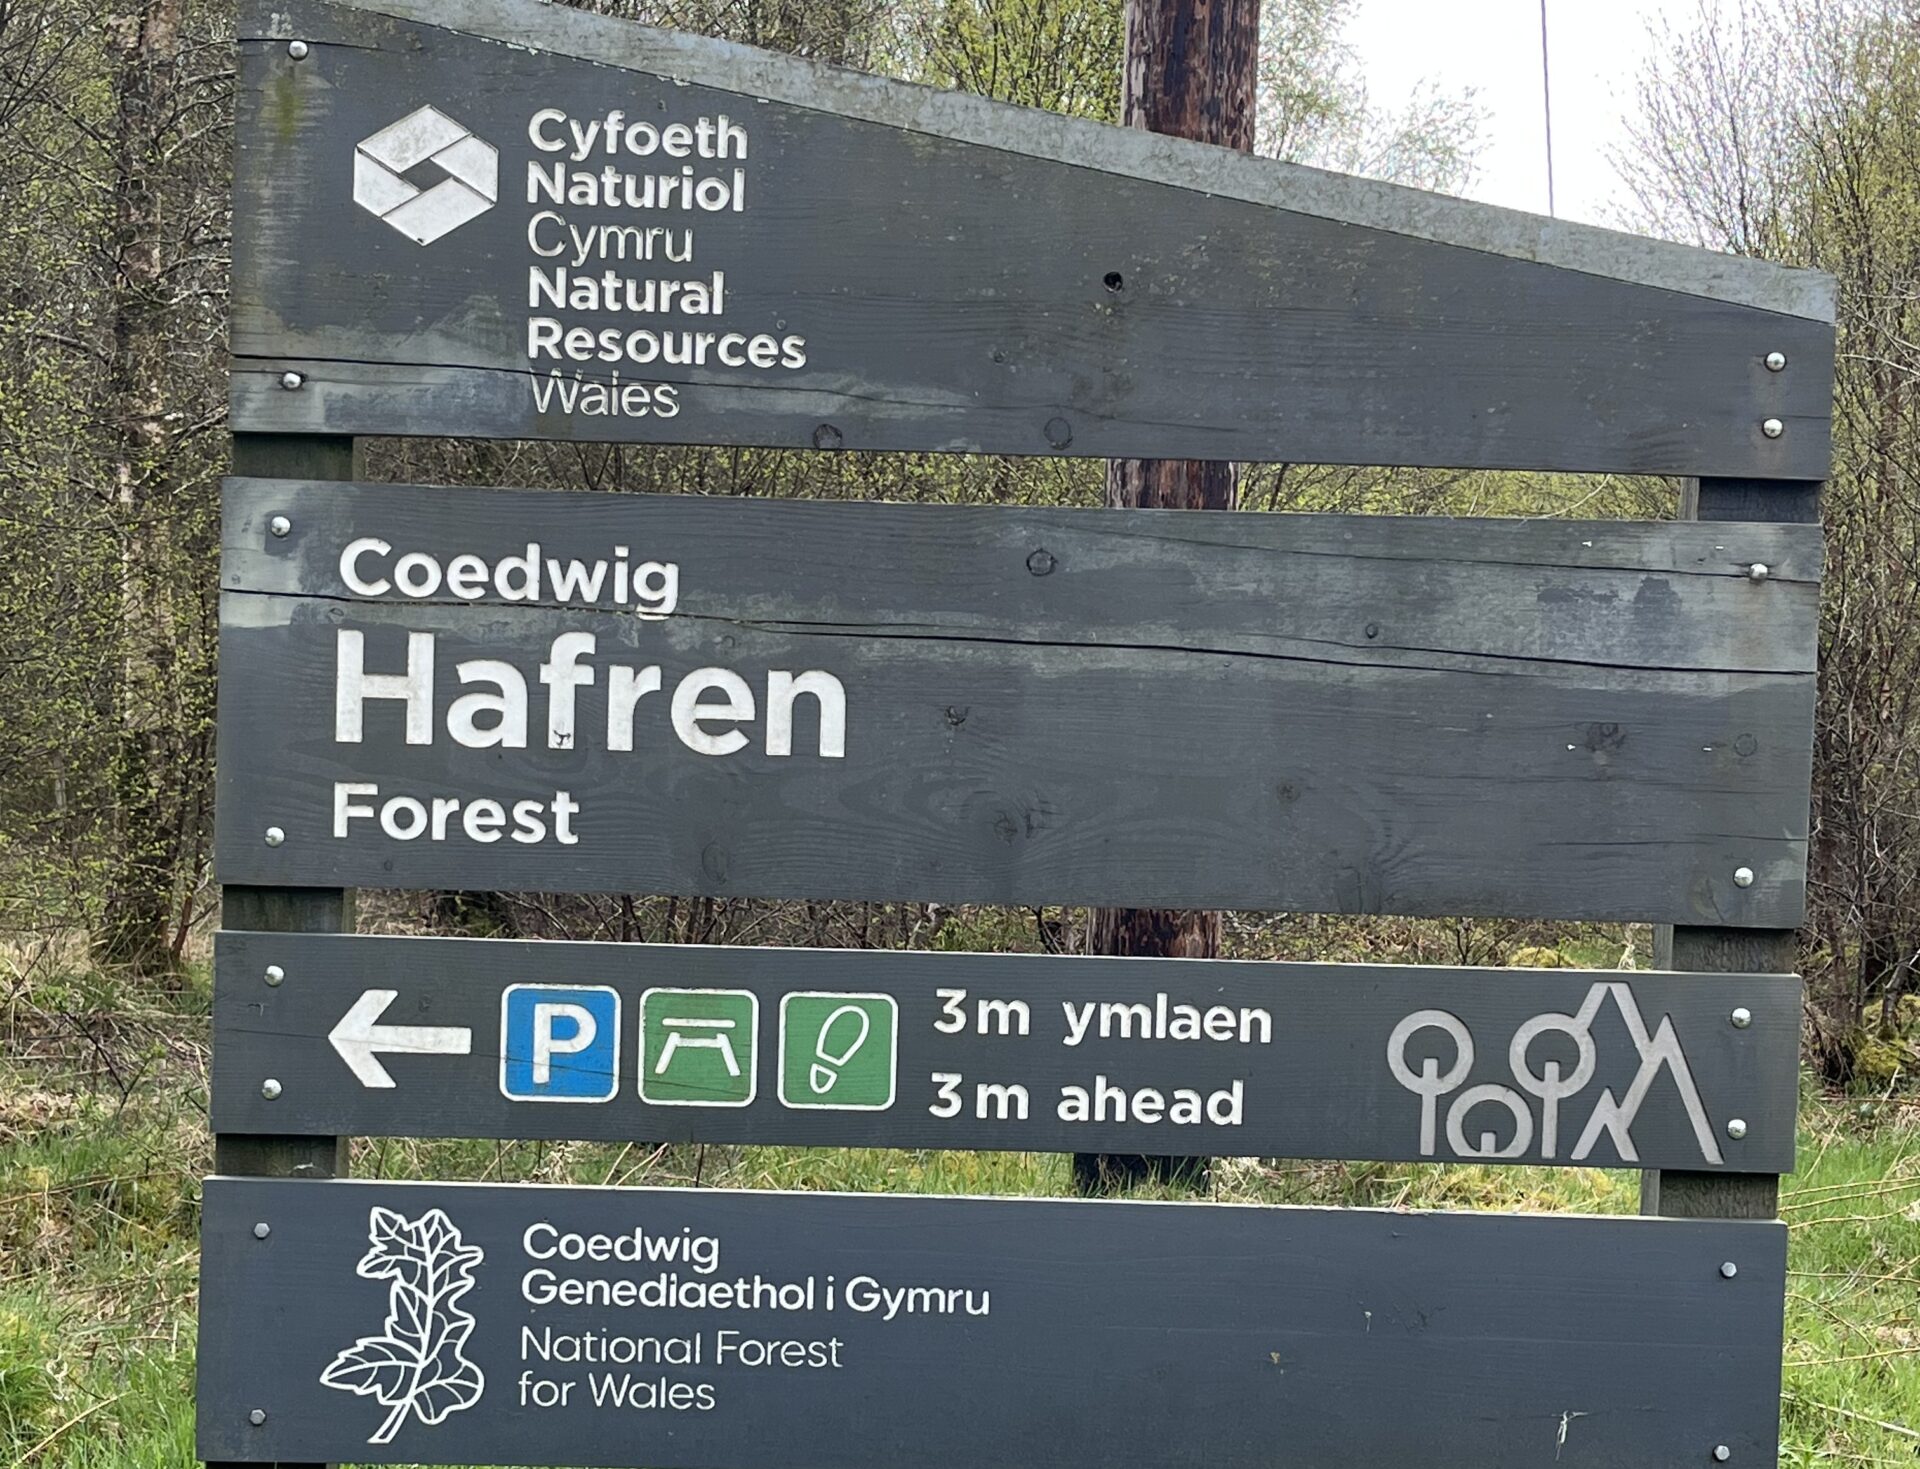 Cyfoeth
Naturiol
Cymru
Natural
Resources
Wales
Coedwig
Hafren
Forest
P
3m ymlaen
3m ahead
Coedwig
Genedlaethol i Gymru
National Forest
for Wales